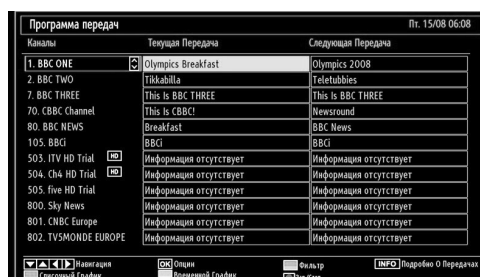 Программа передач Пт. 15/08 06:08
Каналы Текущая Передача Следующая Передача
1. BBC ONE Olympics Breakfast Olympics 2008
2. BBC TWO Tikkabilla Teletubbies
7. BBC THREE This Is BBC THREE This Is BBC THREE
70. CBBC Channel This Is CBBC! Newsround
80. BBC NEWS Breakfast BBC News
105. BBCi BBCi BBCi
503. ITV HD Trial HD Информация отсутствует Информация отсутствует
504. Ch4 HD Trial HD Информация отсутствует Информация отсутствует
505. five HD Trial Информация отсутствует Информация отсутствует
800. Sky News Информация отсутствует Информация отсутствует
801. CNBC Europe Информация отсутствует Информация отсутствует
802. TV5MONDE EUROPE Информация отсутствует Информация отсутствует
Навигация OK Опции Фильтр INFO Подробно О Передачах
Списочный График Временной График